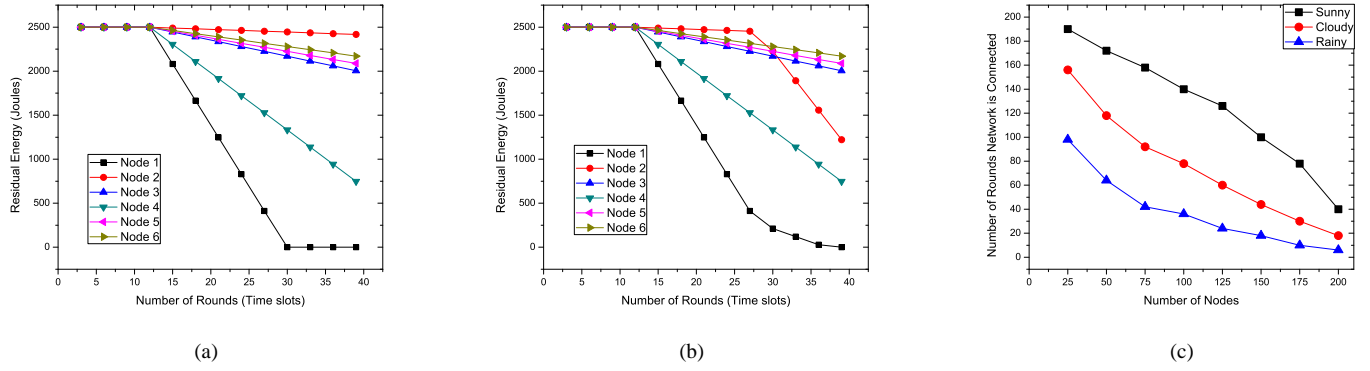 2500
2000
1500
1000
500
0
Residual Energy (Joules)
Node 1
Node 2
Node 3
Node 4
Node 5
Node 6
0 5 10 15 20 25 30 35 40
Number of Rounds (Time slots)
(a)
2500
2000
1500
1000
500
0
Residual Energy (Joules)
Node 1
Node 2
Node 3
Node 4
Node 5
Node 6
0 5 10 15 20 25 30 35 40
Number of Rounds (Time slots)
(b)
200
180
160
140
120
100
80
60
40
20
0
Number of Rounds Network is Connected
Sunny
Cloudy
Rainy
0 25 50 75 100 125 150 175 200
Number of Nodes
(c)